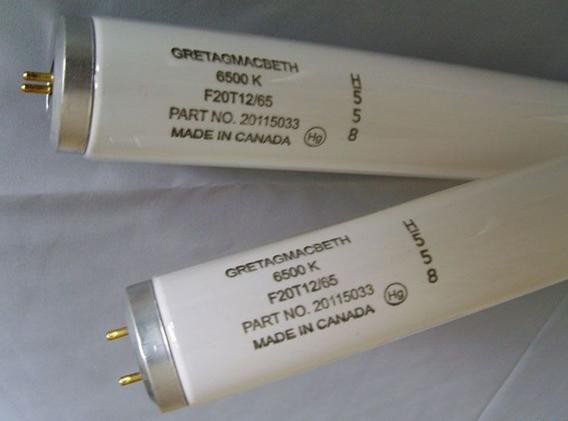 GRETAGMACBETH
6500 K
F20T12/65
PART NO. 20115033
MADE IN CANADA Hg
H
5
5
8
GRETAGMACBETH
6500 K
F20T12/65
PART NO. 20115033
MADE IN CANADA Hg
H
5
5
8